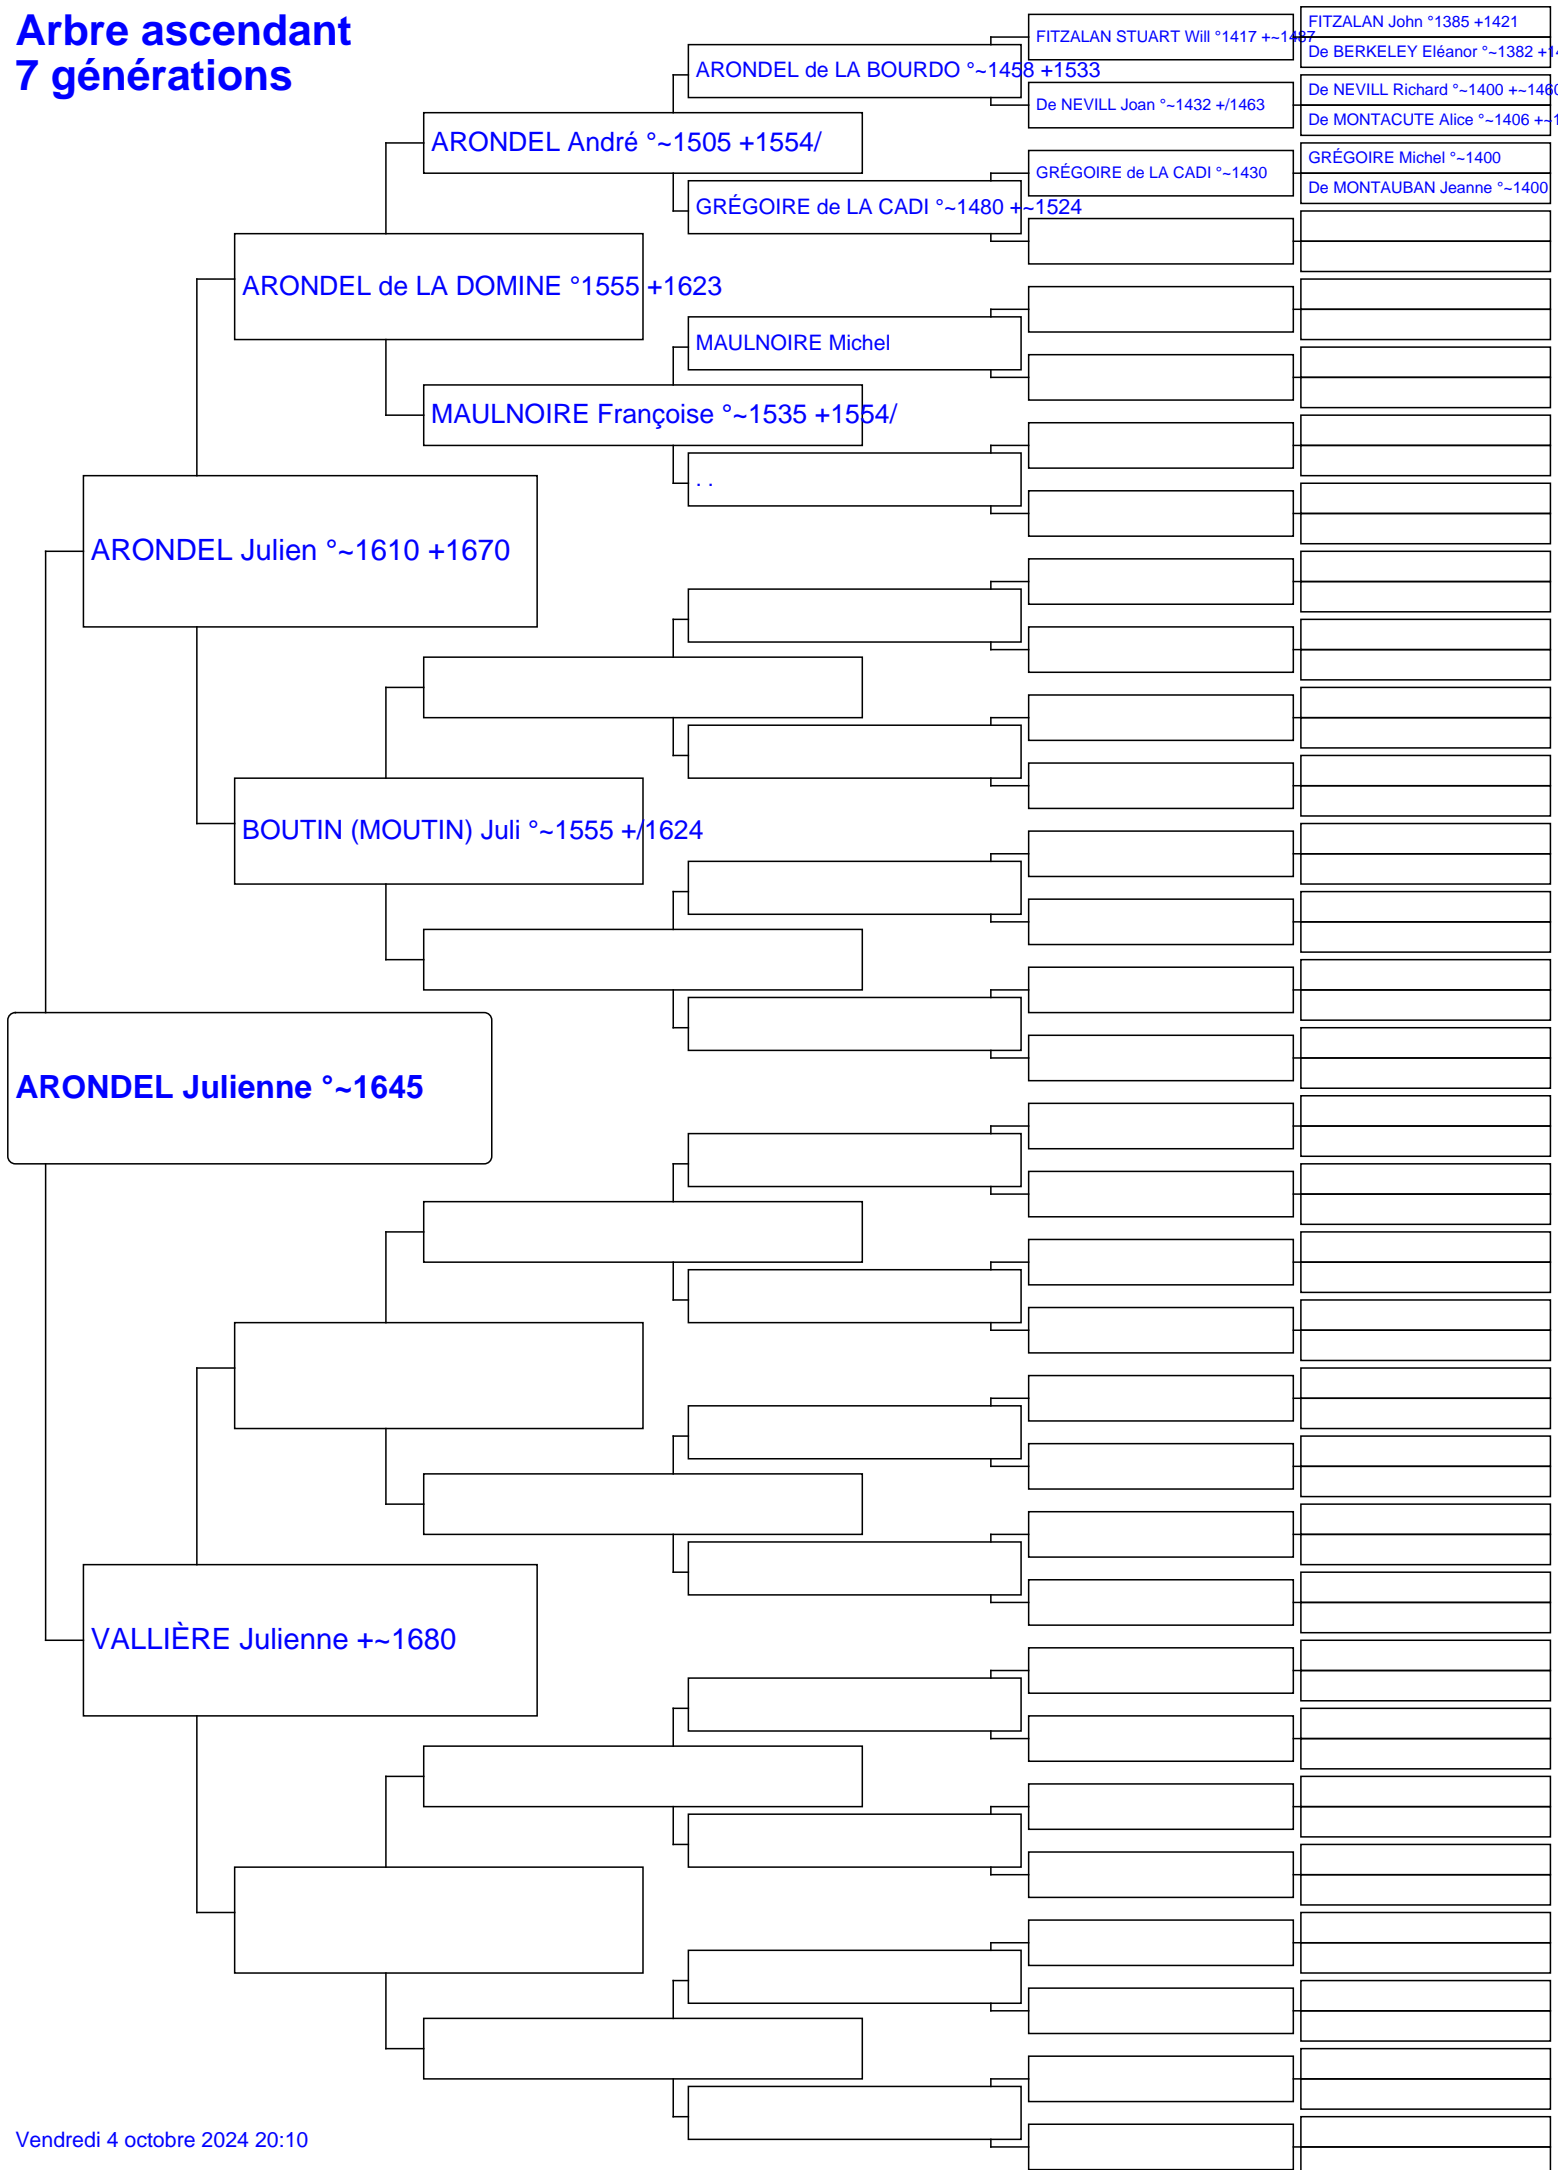 Arbre ascendant
7 générations
FITZALAN John °1385 +1421
FITZALAN STUART Will °1417 +~1487
De BERKELEY Eléanor °~1382 +14
ARONDEL de LA BOURDO °~1458 +1533
De NEVILL Richard °~1400 +~1460
De NEVILL Joan °~1432 +/1463
De MONTACUTE Alice °~1406 +~1
ARONDEL André °~1505 +1554/
GRÉGOIRE Michel °~1400
GRÉGOIRE de LA CADI °~1430
De MONTAUBAN Jeanne °~1400
GRÉGOIRE de LA CADI °~1480 +~1524
ARONDEL de LA DOMINE °1555 +1623
MAULNOIRE Michel
MAULNOIRE Françoise °~1535 +1554/
. .
ARONDEL Julien °~1610 +1670
BOUTIN (MOUTIN) Juli °~1555 +/1624
ARONDEL Julienne °~1645
VALLIÈRE Julienne +~1680
Vendredi 4 octobre 2024 20:10